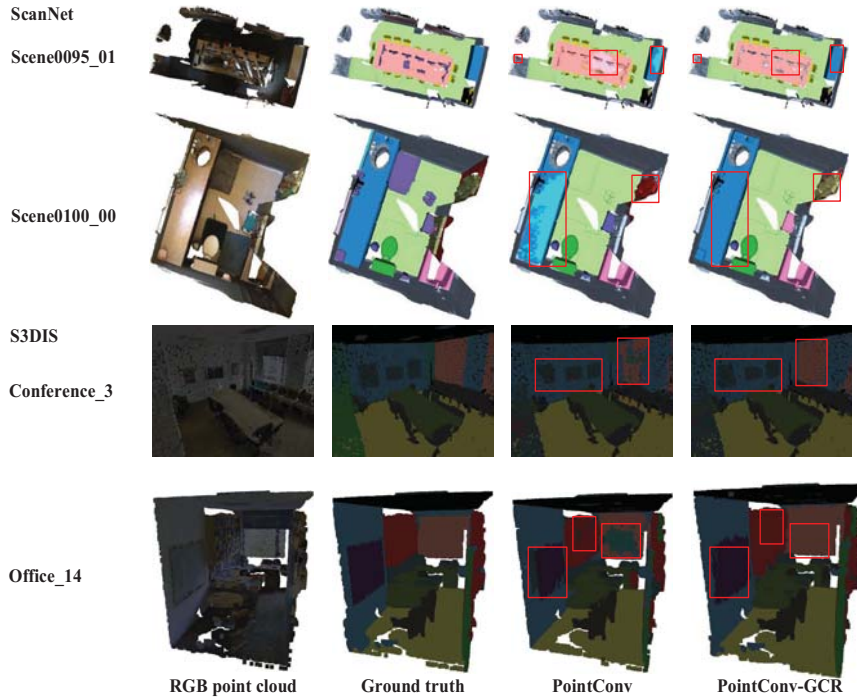 ScanNet
Scene0095_01
Scene0100_00
S3DIS
Conference_3
Office_14
RGB point cloud
Ground truth
PointConv
PointConv-GCR